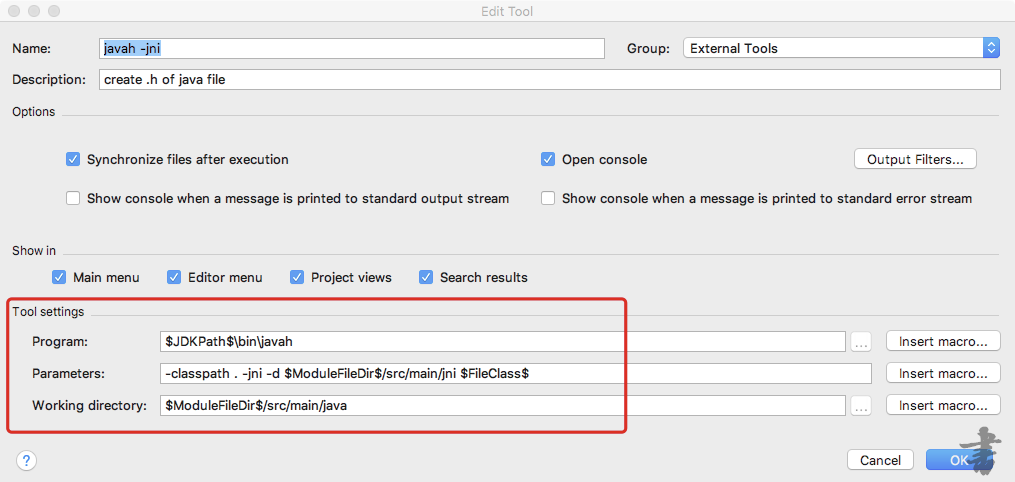 Edit Tool
Name: javah -jni Group: External Tools
Description: create .h of java file
Options
Synchronize files after execution Open console Output Filters...
Show console when a message is printed to standard output stream Show console when a message is printed to standard error stream
Show in
Main menu Editor menu Project views Search results
Tool settings
Program: $JDKPath$\bin\javah ... Insert macro...
Parameters: -classpath . -jni -d $ModuleFileDir$/src/main/jni $FileClass$ Insert macro...
Working directory: $ModuleFileDir$/src/main/java ... Insert macro...
? Cancel OK
書